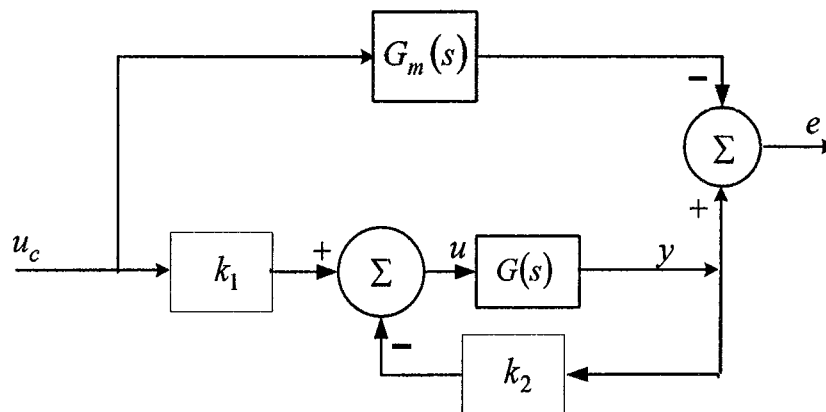 G_m(s)
−
Σ
e
+
u_c
k_1
+
Σ
u
G(s)
y
−
k_2